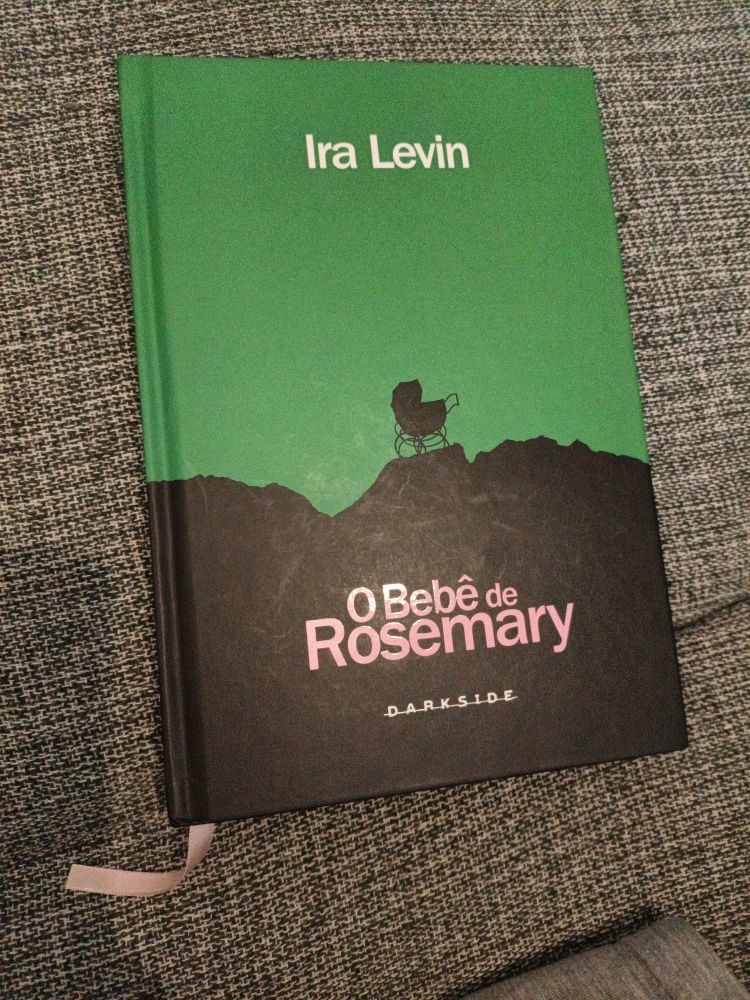 Ira Levin
O Bebê de
Rosemary
DARKSIDE